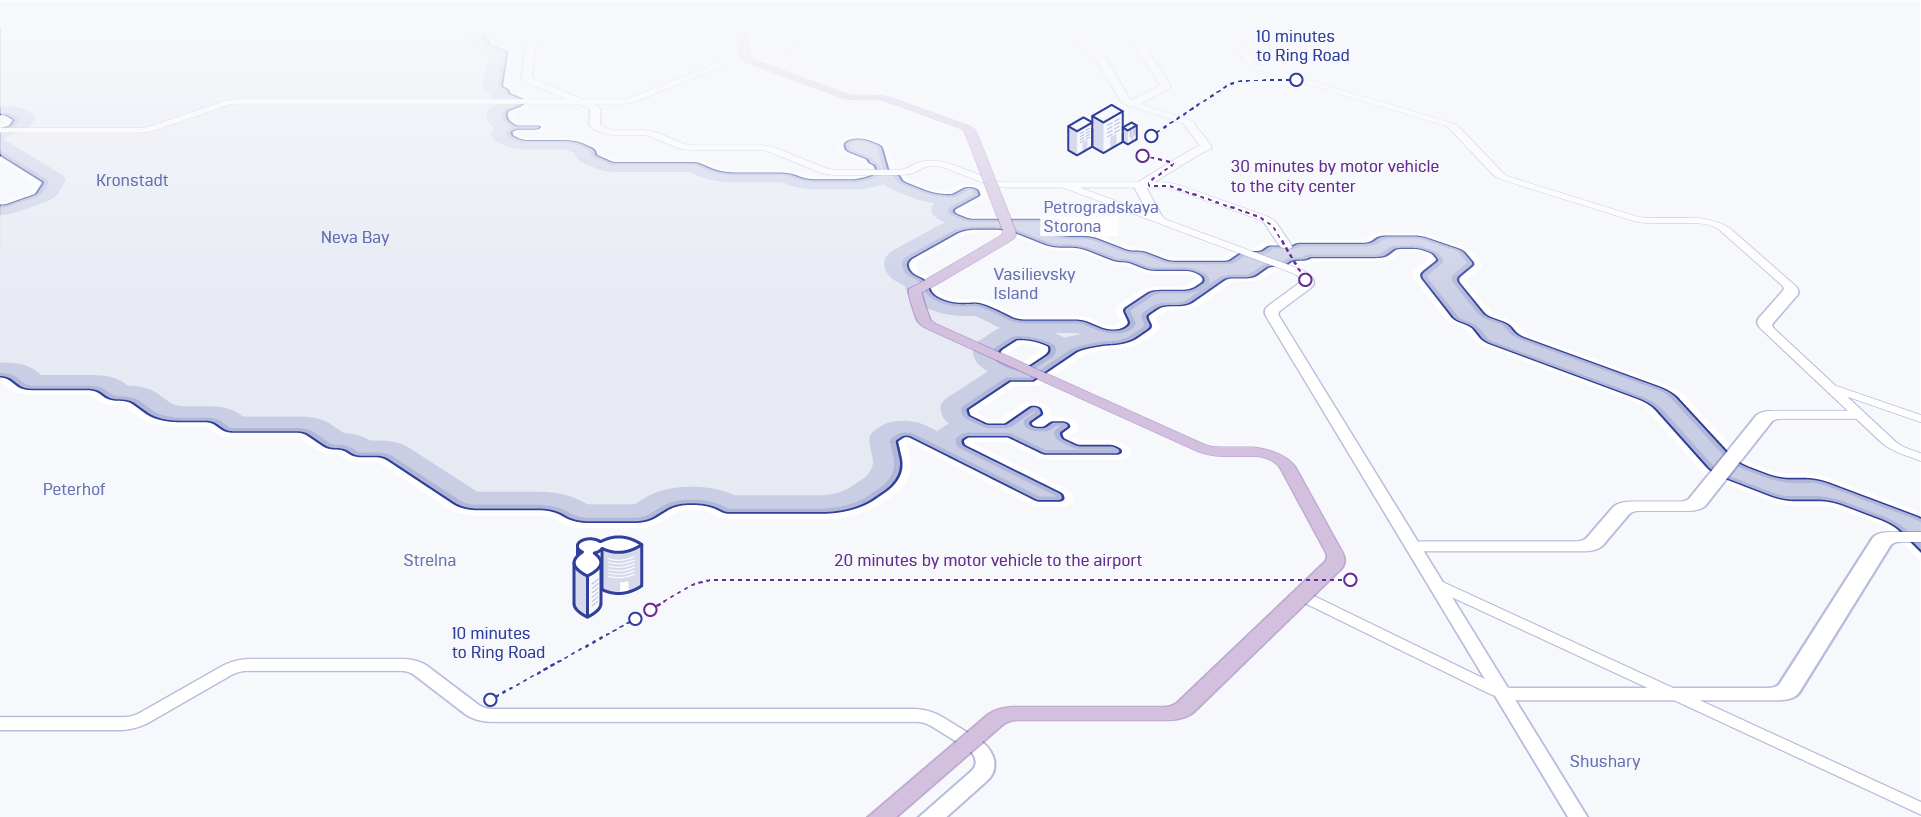 10 minutes
to Ring Road
30 minutes by motor vehicle
to the city center
Kronstadt
Petrogradskaya
Storona
Neva Bay
Vasilievsky
Island
Peterhof
Strelna
20 minutes by motor vehicle to the airport
10 minutes
to Ring Road
Shushary